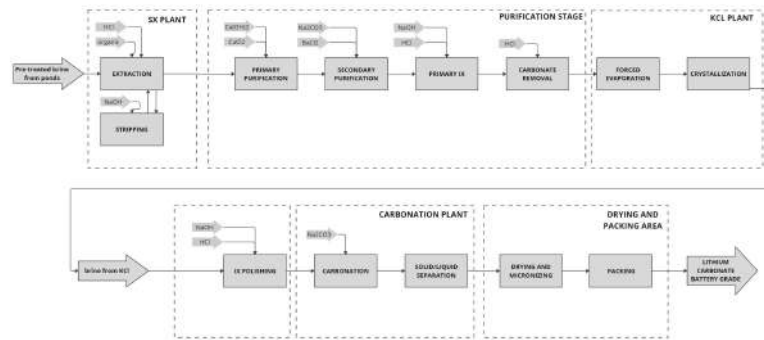 SX PLANT
PURIFICATION STAGE
KCL PLANT
HCl
organic
Pre-treated brine
from ponds
EXTRACTION
NaOH
STRIPPING
Ca(OH)2
CaCl2
PRIMARY
PURIFICATION
Na2CO3
BaCl2
SECONDARY
PURIFICATION
NaOH
HCl
PRIMARY IX
HCl
CARBONATE
REMOVAL
FORCED
EVAPORATION
CRYSTALLIZATION
CARBONATION PLANT
DRYING AND
PACKING AREA
brine from KCl
NaOH
HCl
IX POLISHING
Na2CO3
CARBONATION
SOLID/LIQUID
SEPARATION
DRYING AND
MICRONIZING
PACKING
LITHIUM
CARBONATE
BATTERY GRADE